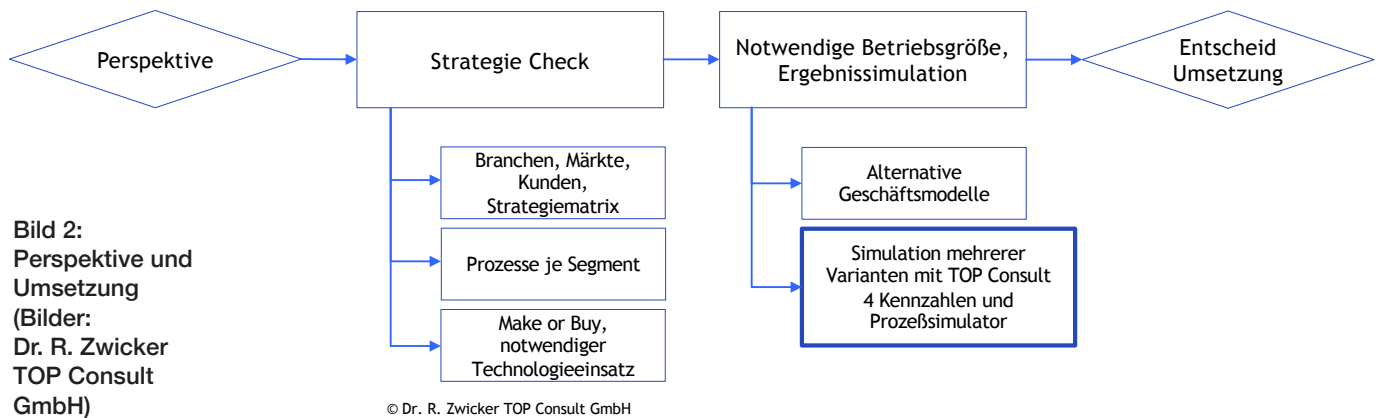 Perspektive
Strategie Check
Notwendige Betriebsgröße,
Ergebnissimulation
Entscheid
Umsetzung
Branchen, Märkte,
Kunden,
Strategiematrix
Prozesse je Segment
Make or Buy,
notwendiger
Technologieeinsatz
Alternative
Geschäftsmodelle
Simulation mehrerer
Varianten mit TOP Consult
4 Kennzahlen und
Prozeßsimulator
Bild 2:
Perspektive und
Umsetzung
(Bilder:
Dr. R. Zwicker
TOP Consult
GmbH)
© Dr. R. Zwicker TOP Consult GmbH